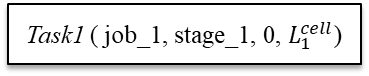 Task1 ( job_1, stage_1, 0, $L_1^{cell}$)